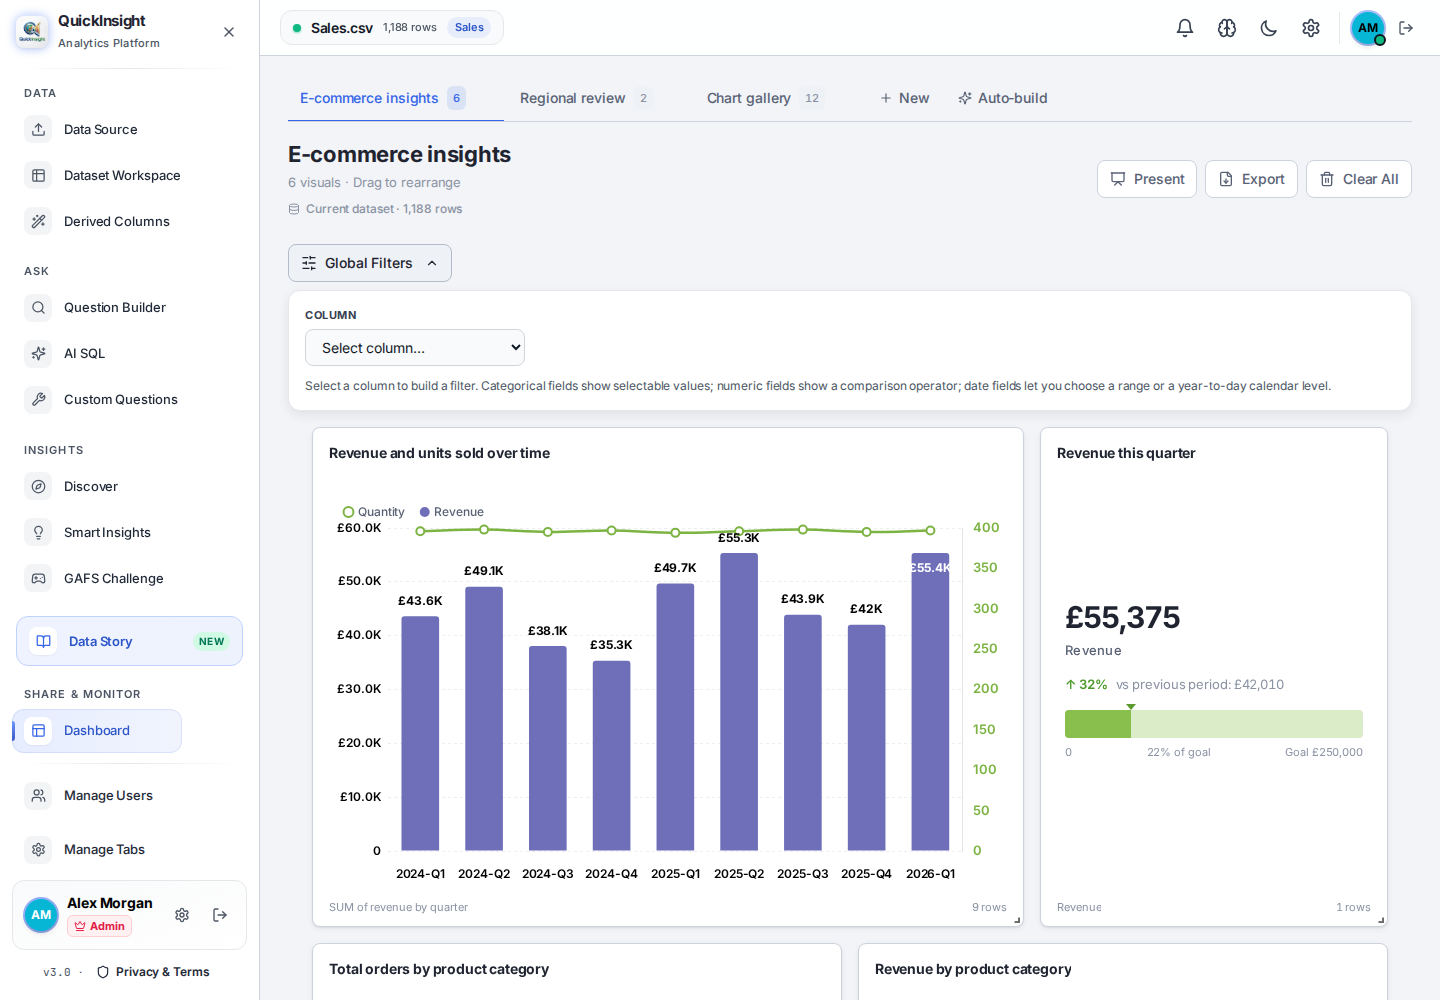 QuickInsight
Analytics Platform
DATA
Data Source
Dataset Workspace
Derived Columns
ASK
Question Builder
AI SQL
Custom Questions
INSIGHTS
Discover
Smart Insights
GAFS Challenge
Data Story NEW
SHARE & MONITOR
Dashboard
Manage Users
Manage Tabs
AM Alex Morgan
Admin
v3.0 · Privacy & Terms
Sales.csv 1,188 rows Sales
AM
E-commerce insights 6 Regional review 2 Chart gallery 12 + New Auto-build
E-commerce insights
6 visuals · Drag to rearrange
Current dataset · 1,188 rows
Present Export Clear All
Global Filters
COLUMN
Select column...
Select a column to build a filter. Categorical fields show selectable values; numeric fields show a comparison operator; date fields let you choose a range or a year-to-day calendar level.
Revenue and units sold over time
Quantity Revenue
£60.0K
£50.0K
£40.0K
£30.0K
£20.0K
£10.0K
0
£43.6K
£49.1K
£38.1K
£35.3K
£49.7K
£55.3K
£43.9K
£42K
£55.4K
400
350
300
250
200
150
100
50
0
2024-Q1 2024-Q2 2024-Q3 2024-Q4 2025-Q1 2025-Q2 2025-Q3 2025-Q4 2026-Q1
SUM of revenue by quarter 9 rows
Revenue this quarter
£55,375
Revenue
↑ 32% vs previous period: £42,010
0 22% of goal Goal £250,000
Revenue 1 rows
Total orders by product category
Revenue by product category